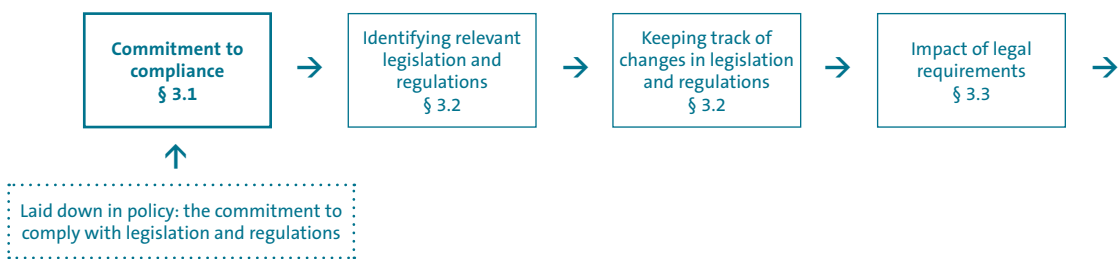 Commitment to
compliance
§ 3.1
Identifying relevant
legislation and
regulations
§ 3.2
Keeping track of
changes in legislation
and regulations
§ 3.2
Impact of legal
requirements
§ 3.3
Laid down in policy: the commitment to
comply with legislation and regulations